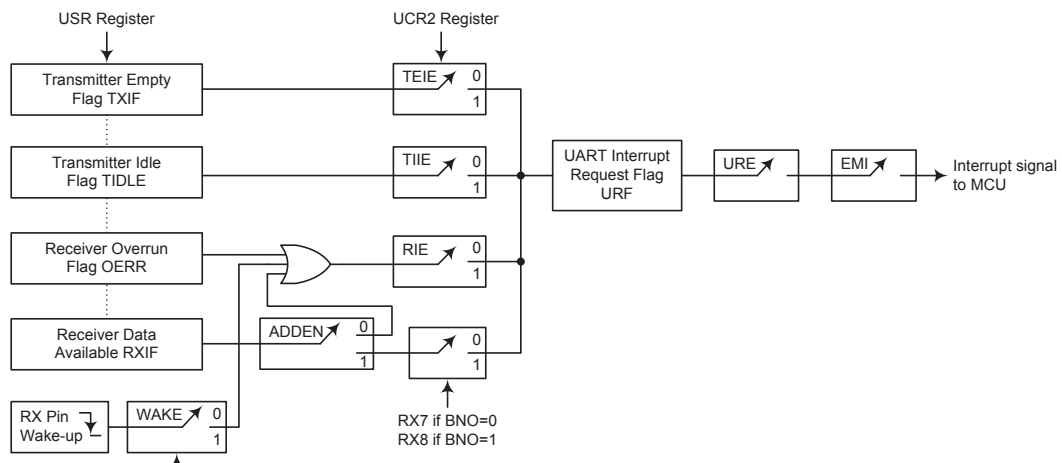 USR Register
UCR2 Register
Transmitter Empty
Flag TXIF
TEIE
0
1
Transmitter Idle
Flag TIDLE
TIIE
0
1
UART Interrupt
Request Flag
URF
URE
EMI
Interrupt signal
to MCU
Receiver Overrun
Flag OERR
RIE
0
1
Receiver Data
Available RXIF
ADDEN
0
1
0
1
RX7 if BNO=0
RX8 if BNO=1
RX Pin
Wake-up
WAKE
0
1